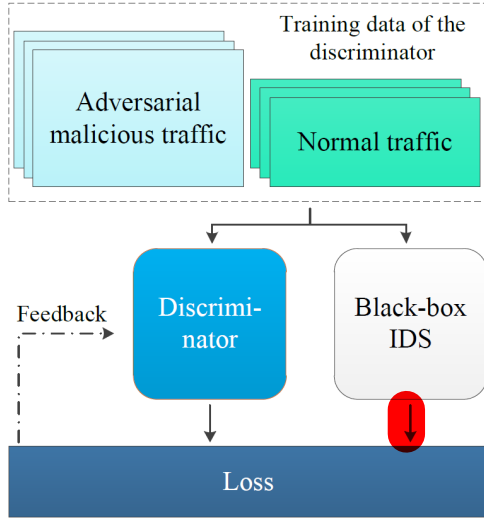 Training data of the
discriminator
Adversarial
malicious traffic
Normal traffic
Feedback
Discrimi-
nator
Black-box
IDS
Loss